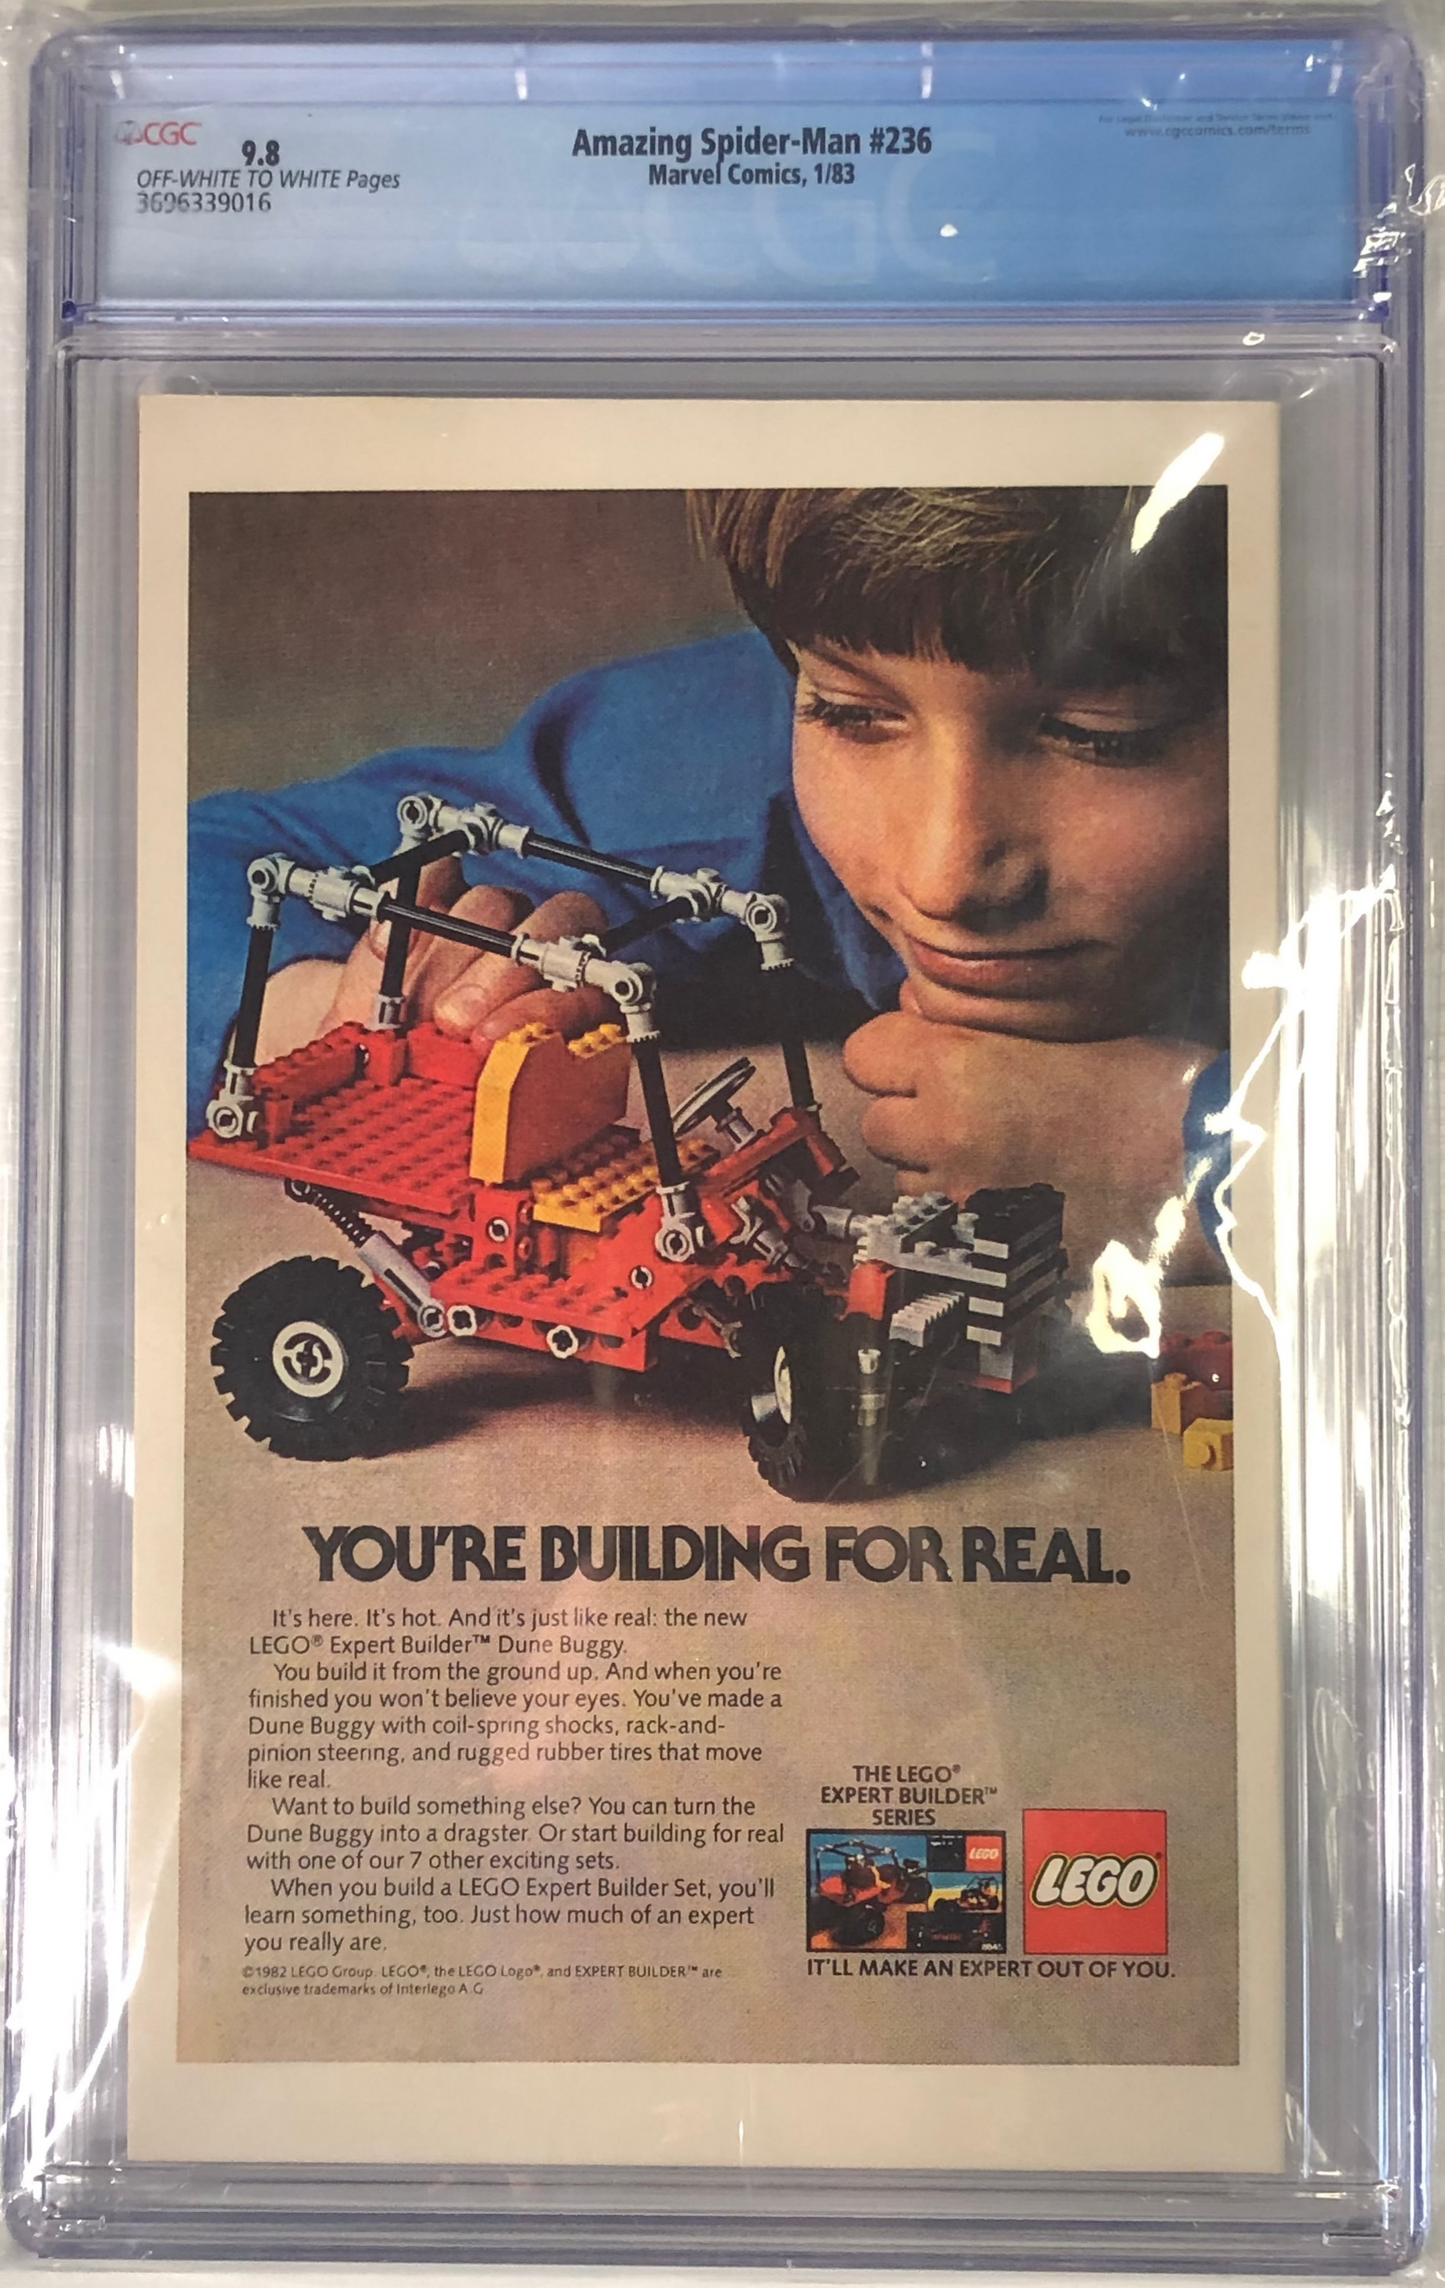 CGC
9.8
OFF-WHITE TO WHITE Pages
3696339016
Amazing Spider-Man #236
Marvel Comics, 1/83
www.cgccomics.com/terms
YOU'RE BUILDING FOR REAL.
It's here. It's hot. And it's just like real: the new
LEGO® Expert Builder™ Dune Buggy.
You build it from the ground up. And when you're
finished you won't believe your eyes. You've made a
Dune Buggy with coil-spring shocks, rack-and-
pinion steering, and rugged rubber tires that move
like real.
Want to build something else? You can turn the
Dune Buggy into a dragster. Or start building for real
with one of our 7 other exciting sets.
When you build a LEGO Expert Builder Set, you'll
learn something, too. Just how much of an expert
you really are.
©1982 LEGO Group. LEGO®, the LEGO Logo®, and EXPERT BUILDER™ are
exclusive trademarks of Interlego A.G.
THE LEGO®
EXPERT BUILDER™
SERIES
LEGO
LEGO®
IT'LL MAKE AN EXPERT OUT OF YOU.